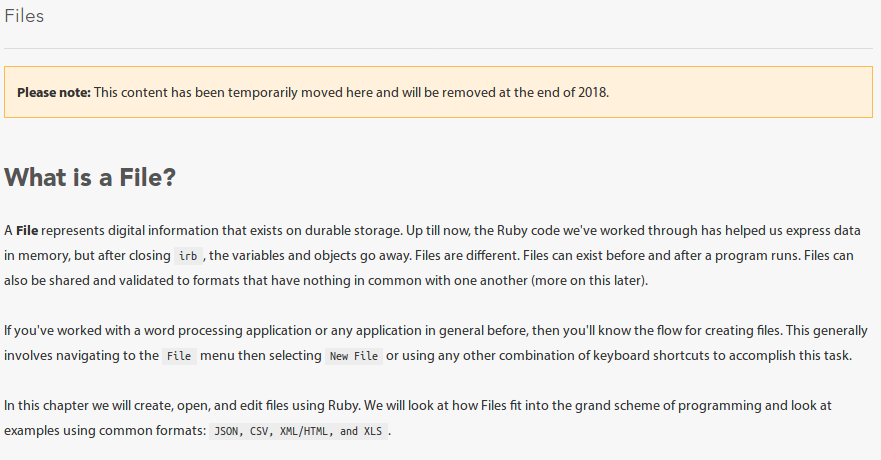 Files
Please note: This content has been temporarily moved here and will be removed at the end of 2018.
What is a File?
A File represents digital information that exists on durable storage. Up till now, the Ruby code we've worked through has helped us express data
in memory, but after closing irb , the variables and objects go away. Files are different. Files can exist before and after a program runs. Files can
also be shared and validated to formats that have nothing in common with one another (more on this later).
If you've worked with a word processing application or any application in general before, then you'll know the flow for creating files. This generally
involves navigating to the File menu then selecting New File or using any other combination of keyboard shortcuts to accomplish this task.
In this chapter we will create, open, and edit files using Ruby. We will look at how Files fit into the grand scheme of programming and look at
examples using common formats: JSON, CSV, XML/HTML, and XLS .